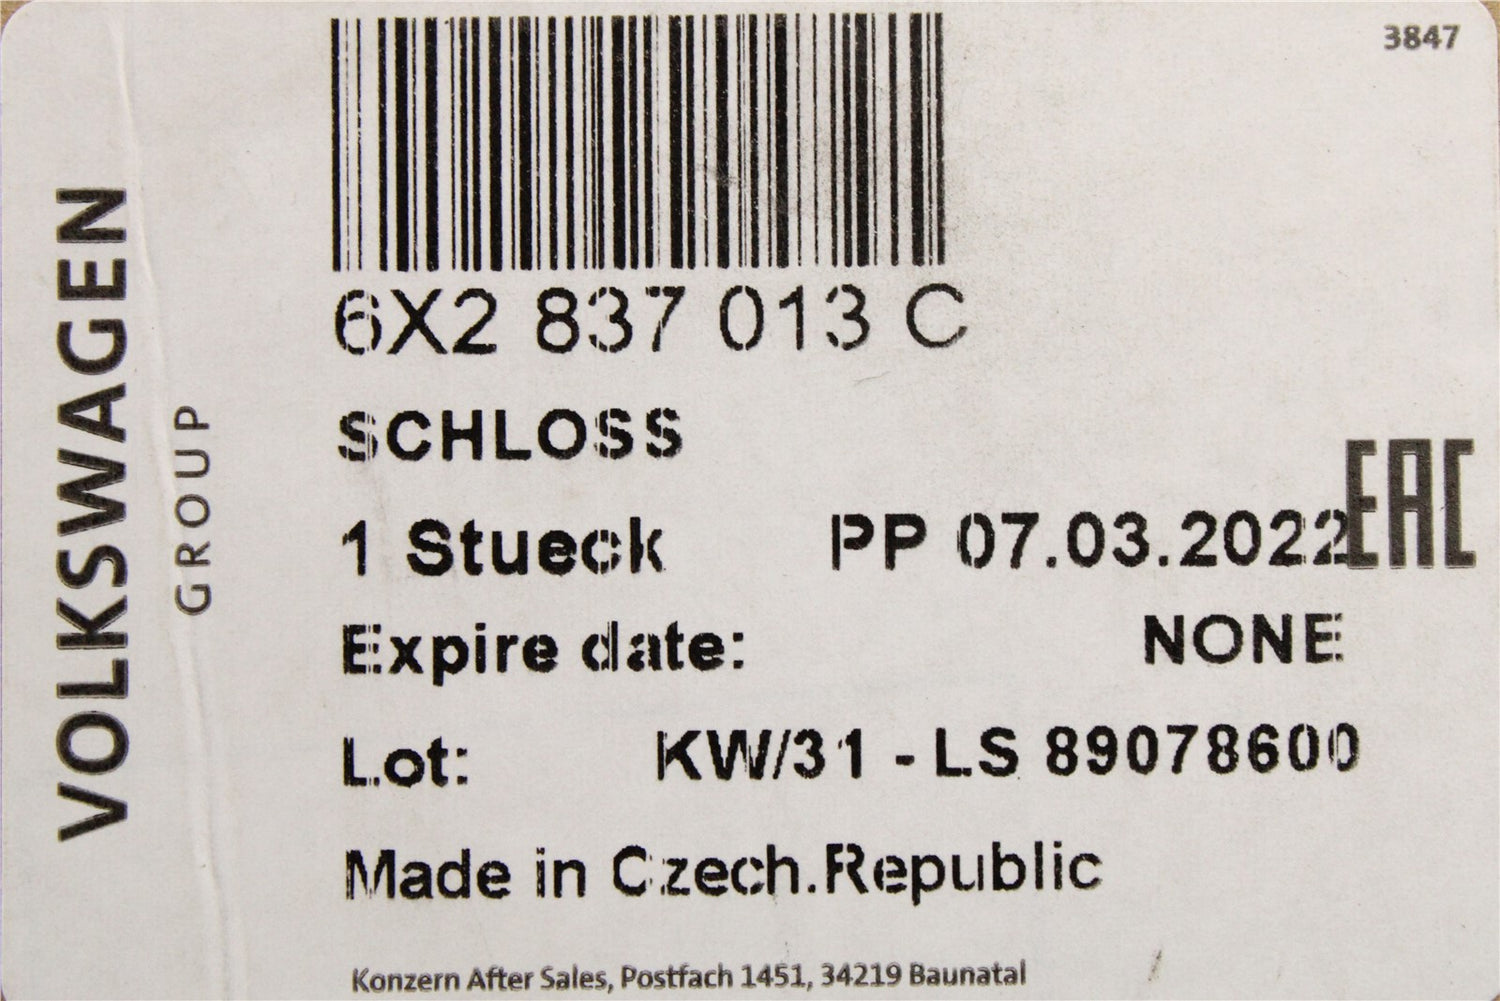 3847
VOLKSWAGEN
GROUP
6X2 837 013 C
SCHLOSS
1 Stueck PP 07.03.2022
EAC
Expire date: NONE
Lot: KW/31 - LS 89078600
Made in Czech.Republic
Konzern After Sales, Postfach 1451, 34219 Baunatal